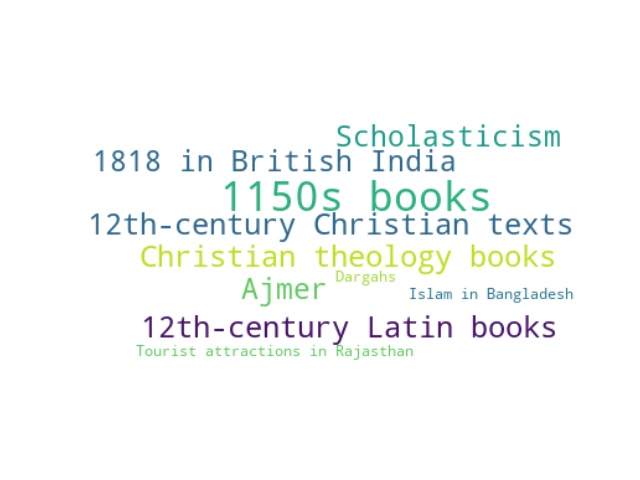 Scholasticism
1818 in British India
1150s books
12th-century Christian texts
Christian theology books
Dargahs
Ajmer
Islam in Bangladesh
12th-century Latin books
Tourist attractions in Rajasthan